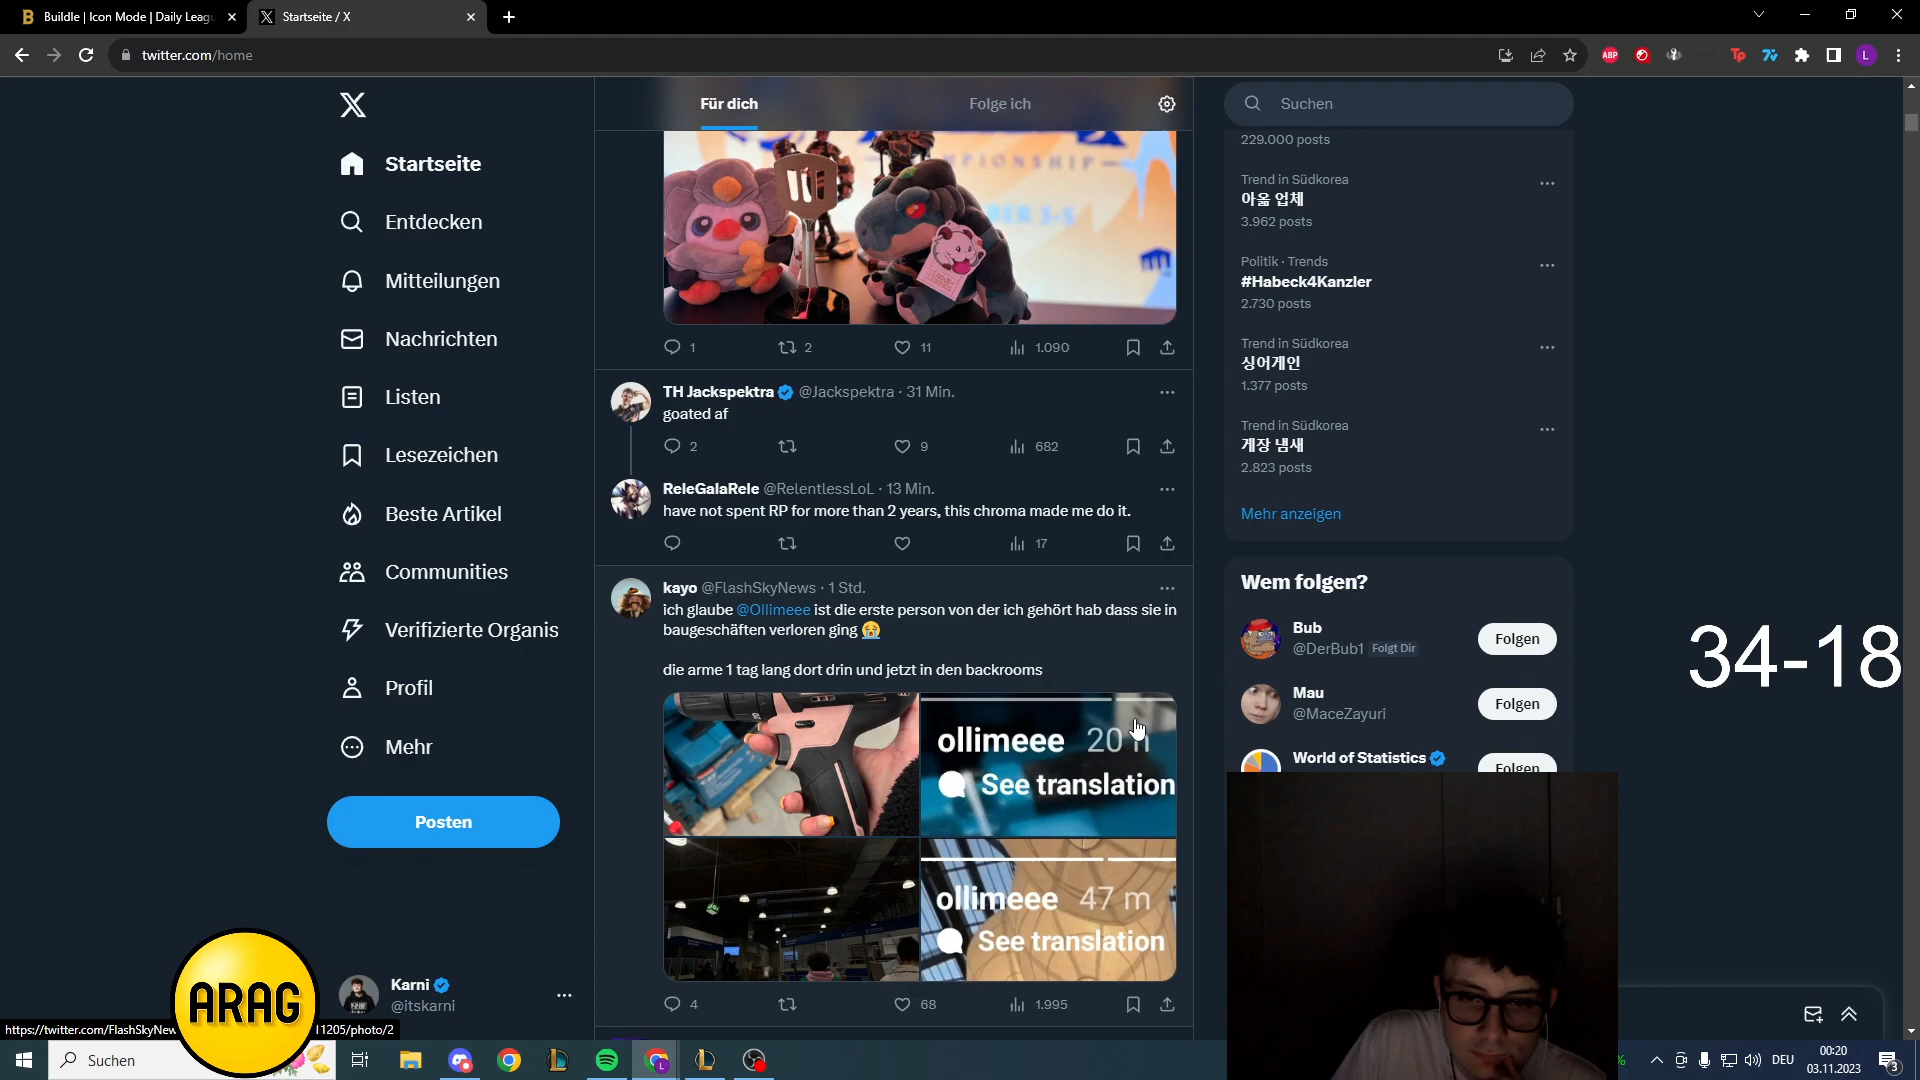 Buildle | Icon Mode | Daily Leag
Startseite / X
twitter.com/home
Für dich
Folge ich
Suchen
Startseite
Entdecken
Mitteilungen
Nachrichten
Listen
Lesezeichen
Beste Artikel
Communities
Verifizierte Organis
Profil
Mehr
Posten
Karni
@itskarni
CHAMPIONSHIP
1
2
11
1.090
TH Jackspektra @Jackspektra · 31 Min.
goated af
2
9
682
ReleGalaRele @RelentlessLoL · 13 Min.
have not spent RP for more than 2 years, this chroma made me do it.
17
kayo @FlashSkyNews · 1 Std.
ich glaube @Ollimeee ist die erste person von der ich gehört hab dass sie in
baugeschäften verloren ging 😭
die arme 1 tag lang dort drin und jetzt in den backrooms
ollimeee 20 h
See translation
ollimeee 47 m
See translation
4
68
1.995
229.000 posts
Trend in Südkorea
아옳 업체
3.962 posts
Politik · Trends
#Habeck4Kanzler
2.730 posts
Trend in Südkorea
싱어게인
1.377 posts
Trend in Südkorea
게장 냄새
2.823 posts
Mehr anzeigen
Wem folgen?
Bub
@DerBub1 Folgt Dir
Folgen
Mau
@MaceZayuri
Folgen
World of Statistics
Folgen
34-18
ARAG
https://twitter.com/FlashSkyNew
11205/photo/2
Suchen
DEU
00:20
03.11.2023
3